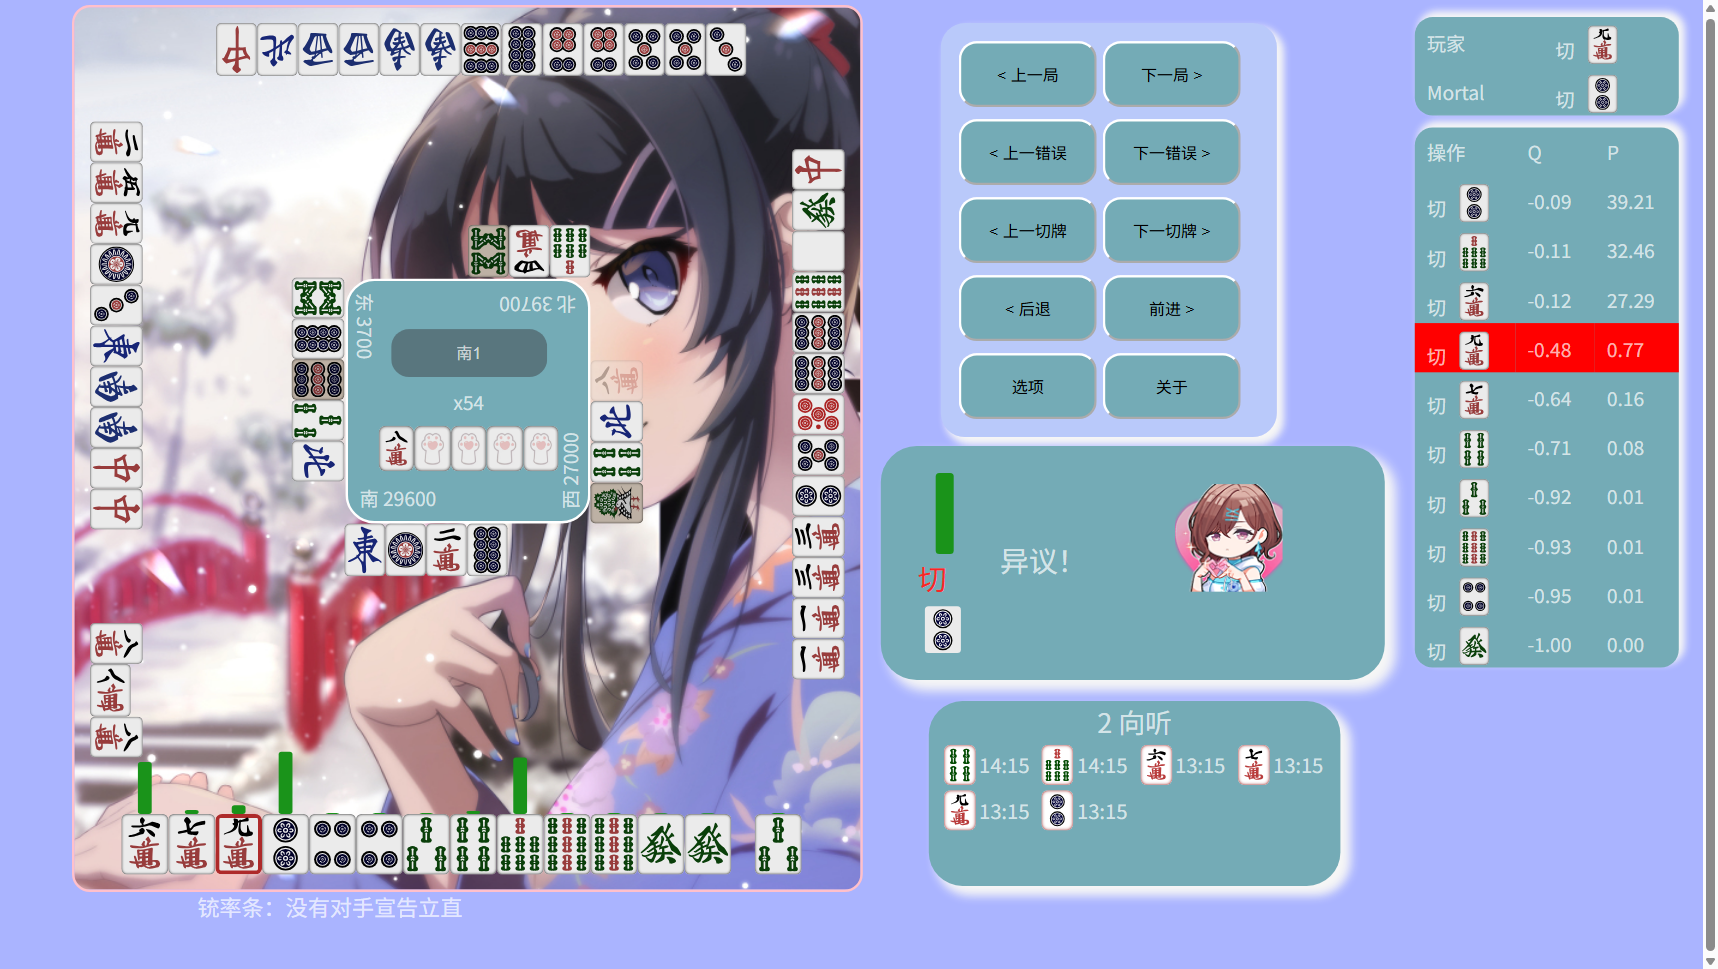 < 上一局
下一局 >
< 上一错误
下一错误 >
< 上一切牌
下一切牌 >
< 后退
前进 >
选项
关于
玩家 切
Mortal 切
操作 Q P
切 -0.09 39.21
切 -0.11 32.46
切 -0.12 27.29
切 -0.48 0.77
切 -0.64 0.16
切 -0.71 0.08
切 -0.92 0.01
切 -0.93 0.01
切 -0.95 0.01
切 -1.00 0.00
北 39700
东 3700
南1
x54
南 29600
西 27000
异议！
切
2 向听
14:15 14:15 13:15 13:15
13:15 13:15
铳率条：没有对手宣告立直